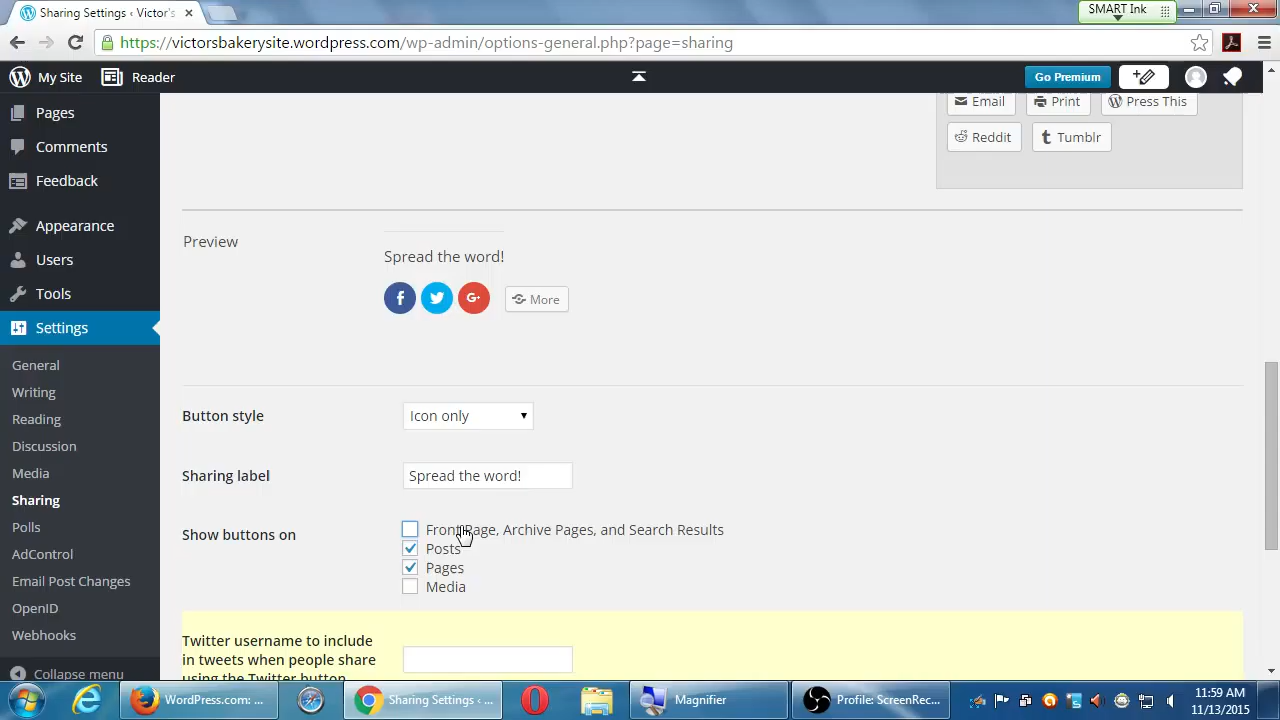 Sharing Settings ‹ Victor's
SMART Ink
https://victorsbakerysite.wordpress.com/wp-admin/options-general.php?page=sharing
My Site
Reader
Go Premium
Pages
Comments
Feedback
Appearance
Users
Tools
Settings
General
Writing
Reading
Discussion
Media
Sharing
Polls
AdControl
Email Post Changes
OpenID
Webhooks
Collapse menu
Email
Print
Press This
Reddit
Tumblr
Preview
Spread the word!
More
Button style
Icon only
Sharing label
Spread the word!
Show buttons on
Front Page, Archive Pages, and Search Results
Posts
Pages
Media
Twitter username to include
in tweets when people share
using the Twitter button
WordPress.com: ...
Sharing Settings ‹ ...
Magnifier
Profile: ScreenRec...
11:59 AM
11/13/2015